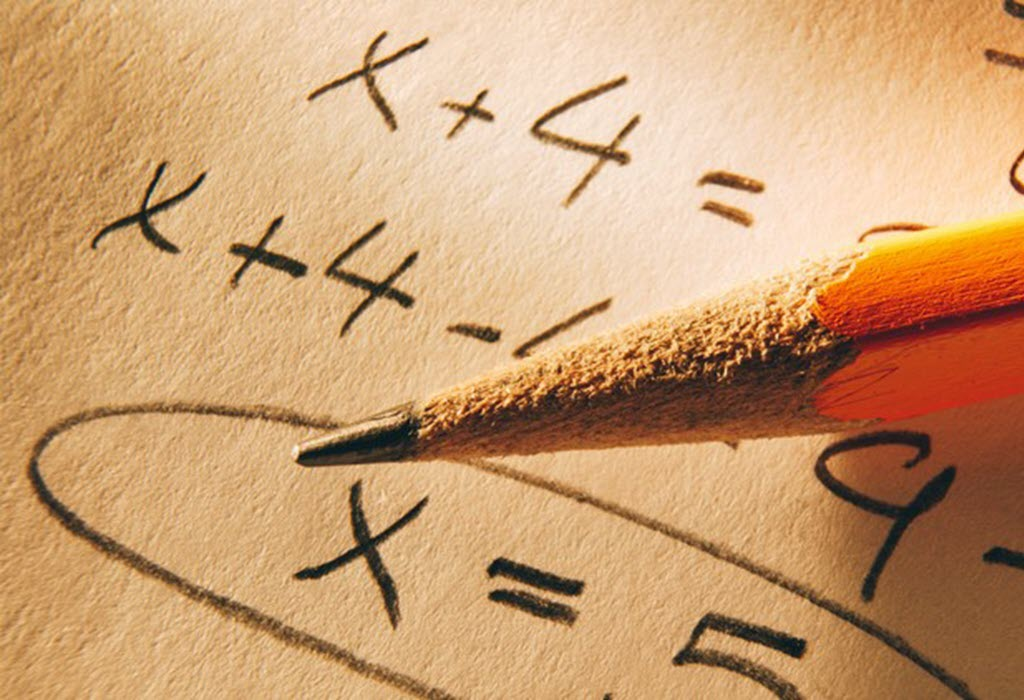 x + 4 =
x + 4 - 
9 -
x = 5